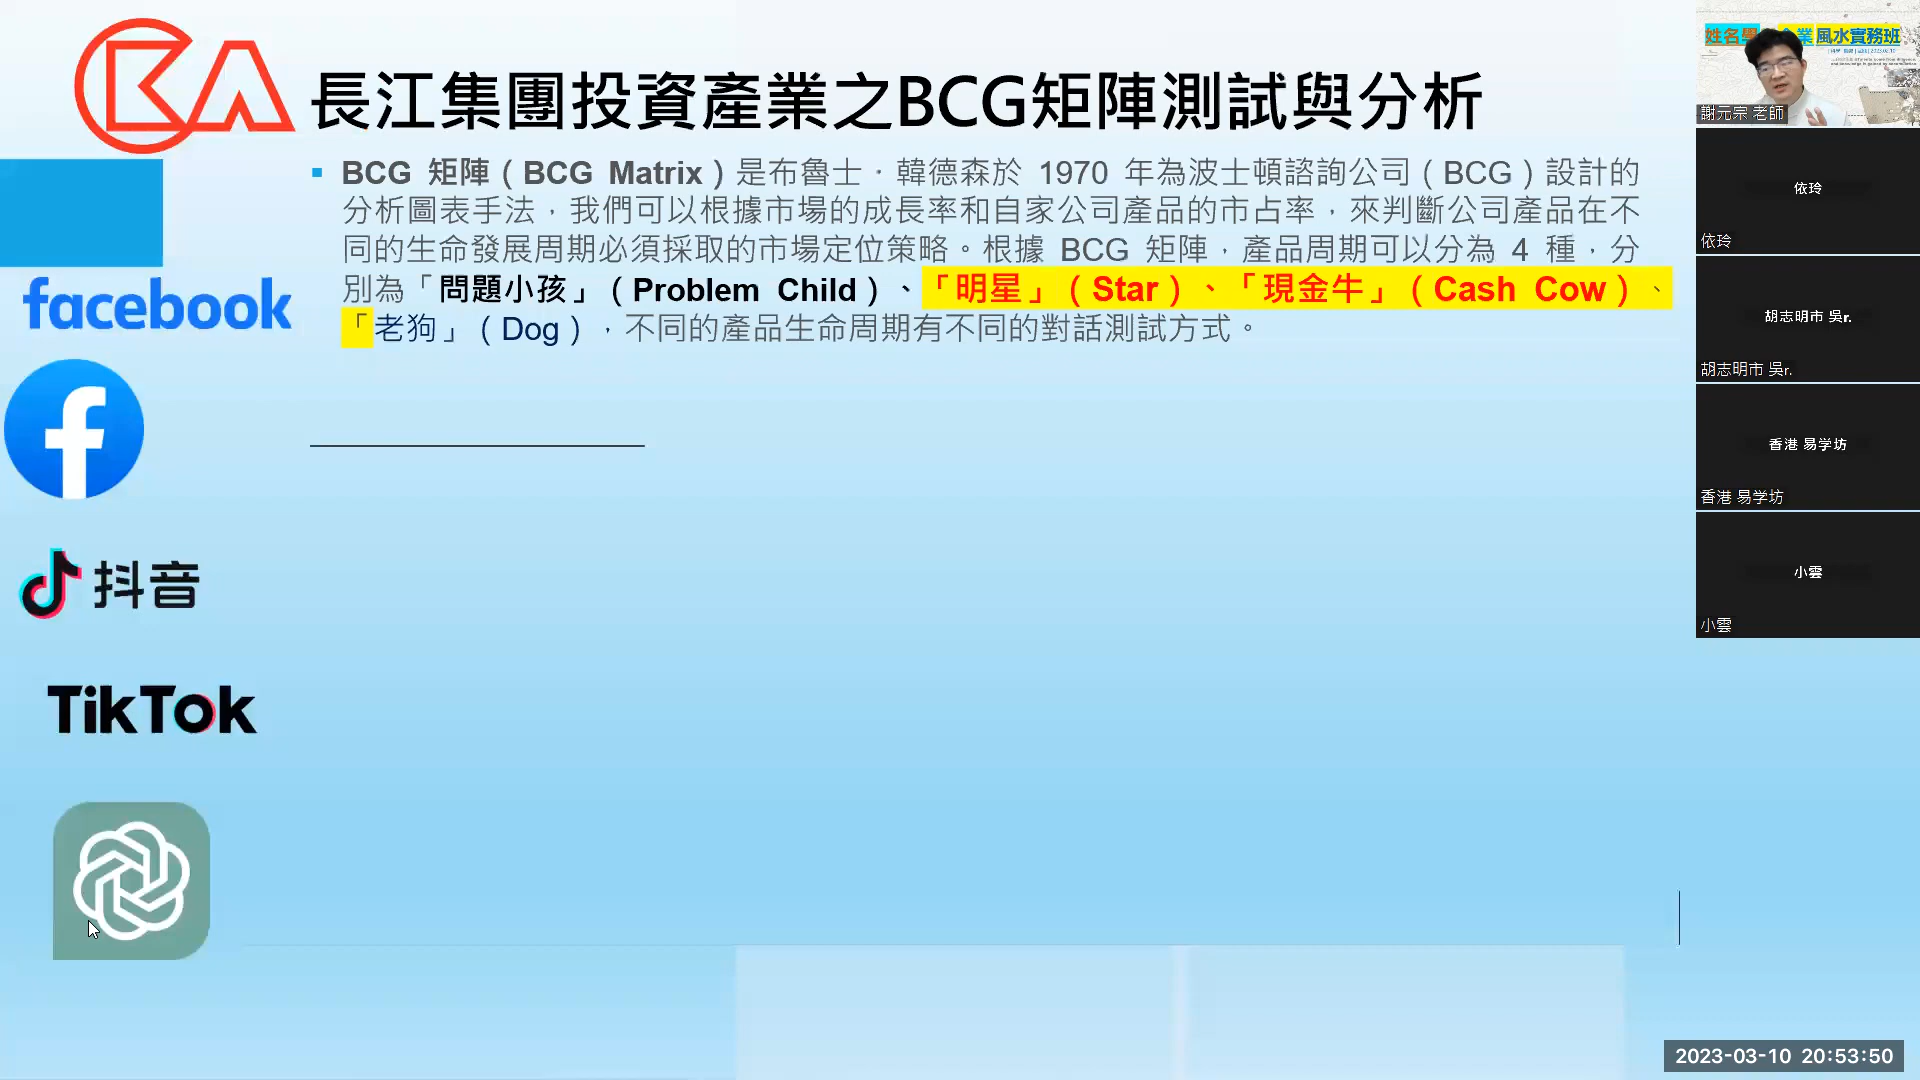 長江集團投資產業之BCG矩陣測試與分析
BCG 矩陣（BCG Matrix）是布魯士．韓德森於 1970 年為波士頓諮詢公司（BCG）設計的
分析圖表手法，我們可以根據市場的成長率和自家公司產品的市占率，來判斷公司產品在不
同的生命發展周期必須採取的市場定位策略。根據 BCG 矩陣，產品周期可以分為 4 種，分
別為「問題小孩」（Problem Child）、「明星」（Star）、「現金牛」（Cash Cow）、
「老狗」（Dog），不同的產品生命周期有不同的對話測試方式。
facebook
抖音
TikTok
風水實務班
謝元宗 老師
依玲
依玲
胡志明市 吳r.
胡志明市 吳r.
香港 易学坊
香港 易学坊
小雲
小雲
2023-03-10 20:53:50